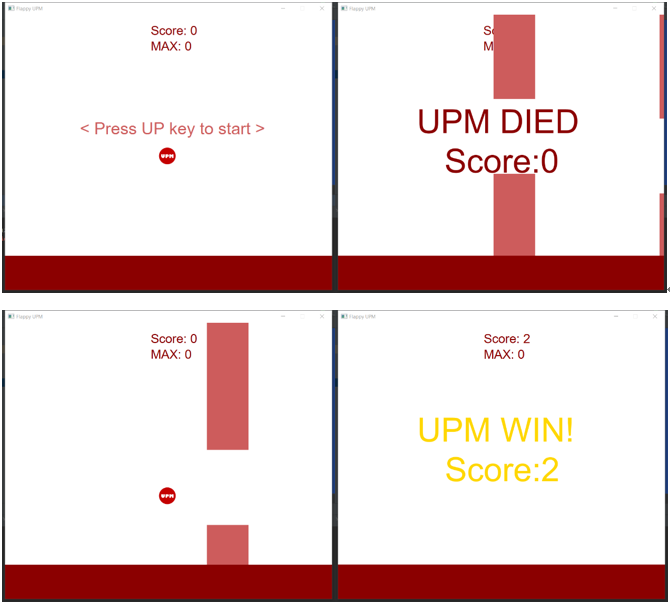 Flappy UPM
Score: 0
MAX: 0
< Press UP key to start >
UPM
Flappy UPM
Sc
M
UPM DIED
Score:0
Flappy UPM
Score: 0
MAX: 0
UPM
Flappy UPM
Score: 2
MAX: 0
UPM WIN!
Score:2